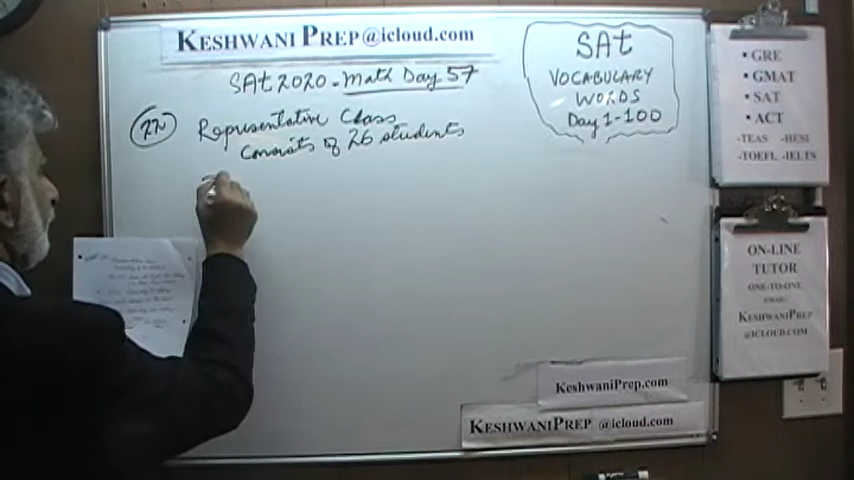 KESHWANI PREP@icloud.com
SAt 2020 - Math Day 57
22 Representative Class
Consists of 26 students
SAt
VOCABULARY
WORDS
Day 1-100
▪ GRE
▪ GMAT
▪ SAT
▪ ACT
-TEAS -HESI
-TOEFL -IELTS
ON-LINE
TUTOR
ONE-TO-ONE
EMAIL:
KESHWANIPREP
@ICLOUD.COM
KeshwaniPrep.com
KESHWANIPREP @icloud.com